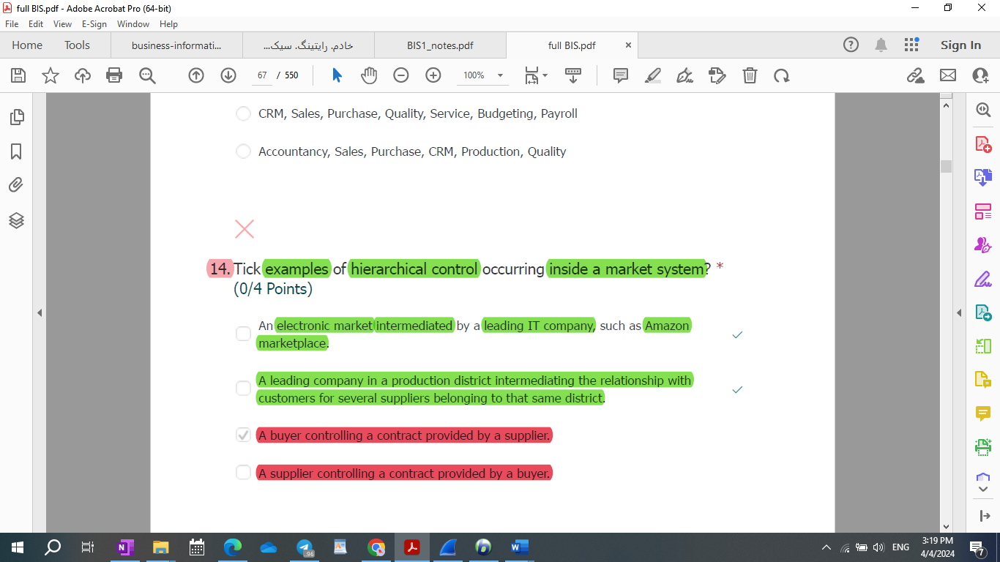 full BIS.pdf - Adobe Acrobat Pro (64-bit)
File Edit View E-Sign Window Help
Home Tools business-informati... خادم. رایتینگ. سیک... BIS1_notes.pdf full BIS.pdf Sign In
67 / 550 100%
CRM, Sales, Purchase, Quality, Service, Budgeting, Payroll
Accountancy, Sales, Purchase, CRM, Production, Quality
14. Tick examples of hierarchical control occurring inside a market system? *
(0/4 Points)
An electronic market intermediated by a leading IT company, such as Amazon
marketplace.
A leading company in a production district intermediating the relationship with
customers for several suppliers belonging to that same district.
A buyer controlling a contract provided by a supplier.
A supplier controlling a contract provided by a buyer.
96
ENG
3:19 PM
4/4/2024
7